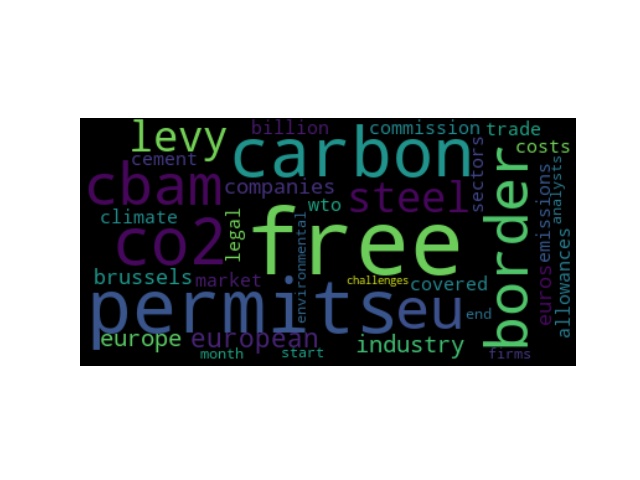 levy billion commission trade
carbon costs
cement
cbam companies steel sectors
climate wto
co2 legal free border
brussels market environmental challenges covered
permits eu end
europe european industry
month start firms
emissions analysts
euros allowances